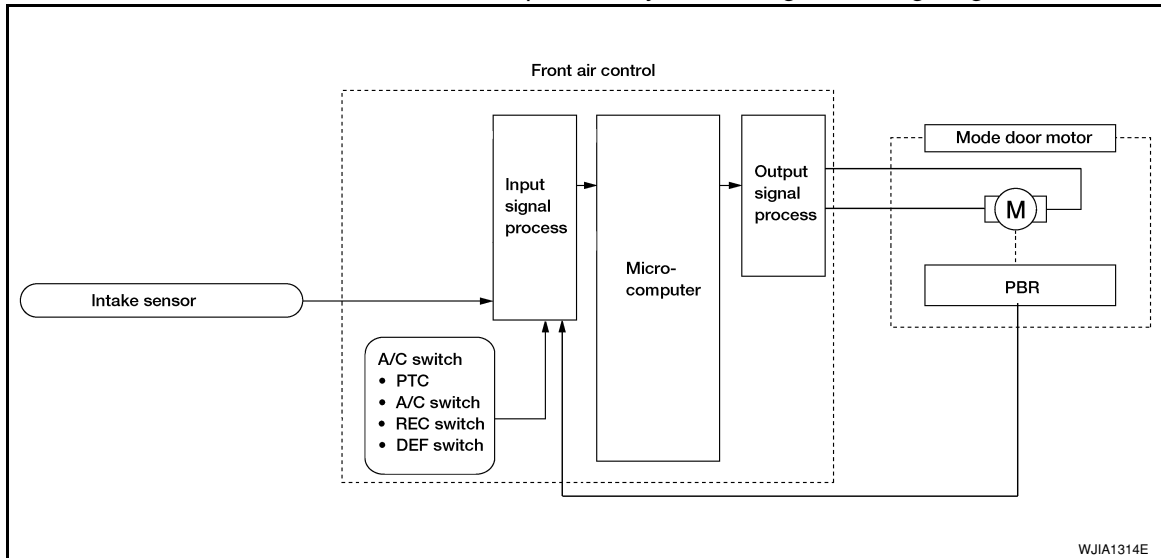 Front air control
Mode door motor
Input
signal
process
Micro-
computer
Output
signal
process
M
PBR
Intake sensor
A/C switch
• PTC
• A/C switch
• REC switch
• DEF switch
WJIA1314E